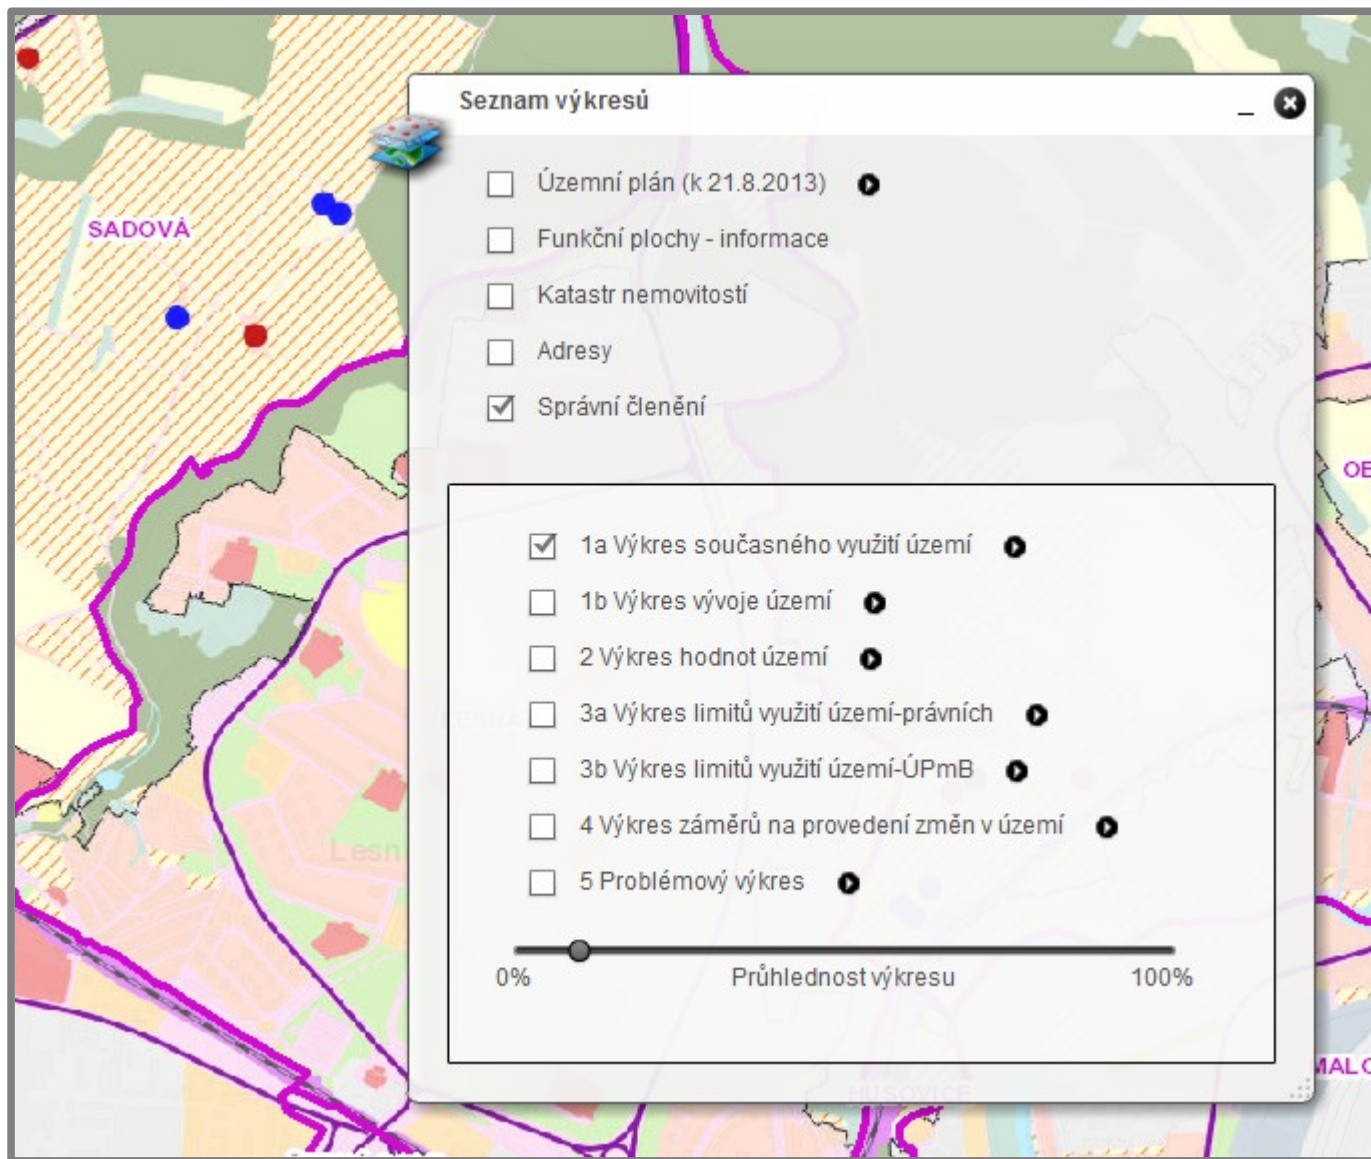 Seznam výkresů
Územní plán (k 21.8.2013)
SADOVÁ
Funkční plochy - informace
Katastr nemovitostí
Adresy
Správní členění
1a Výkres současného využití území
1b Výkres vývoje území
2 Výkres hodnot území
3a Výkres limitů využití území-právních
3b Výkres limitů využití území-ÚPmB
4 Výkres záměrů na provedení změn v území
Lesn
5 Problémový výkres
0% Průhlednost výkresu 100%
HUSOVICE